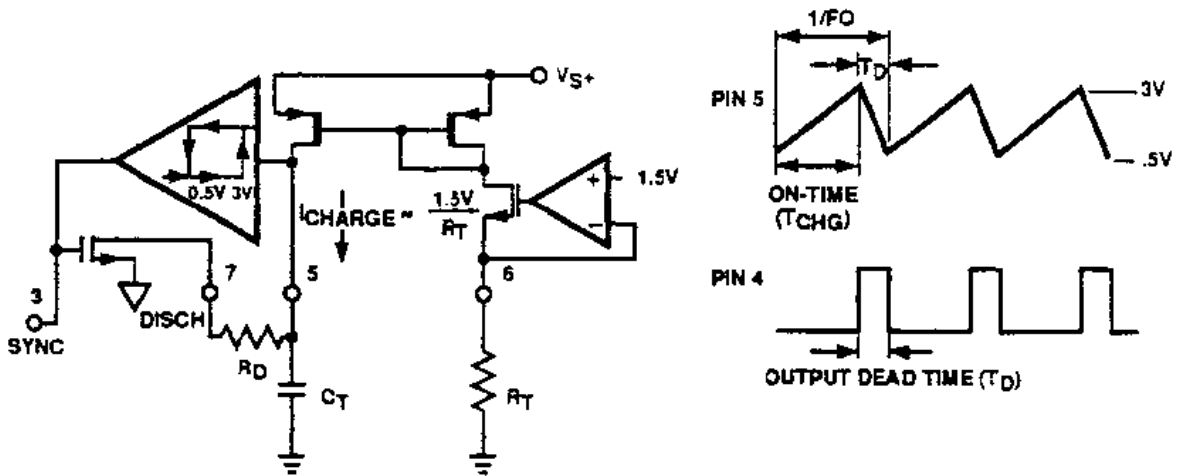 VS+
0.5V 3V
ICHARGE ~ 1.5V
RT
+
1.5V
−
3
SYNC
7
DISCH
5
6
RD
CT
RT
1/FO
TD
PIN 5
3V
.5V
ON-TIME
(TCHG)
PIN 4
OUTPUT DEAD TIME (TD)